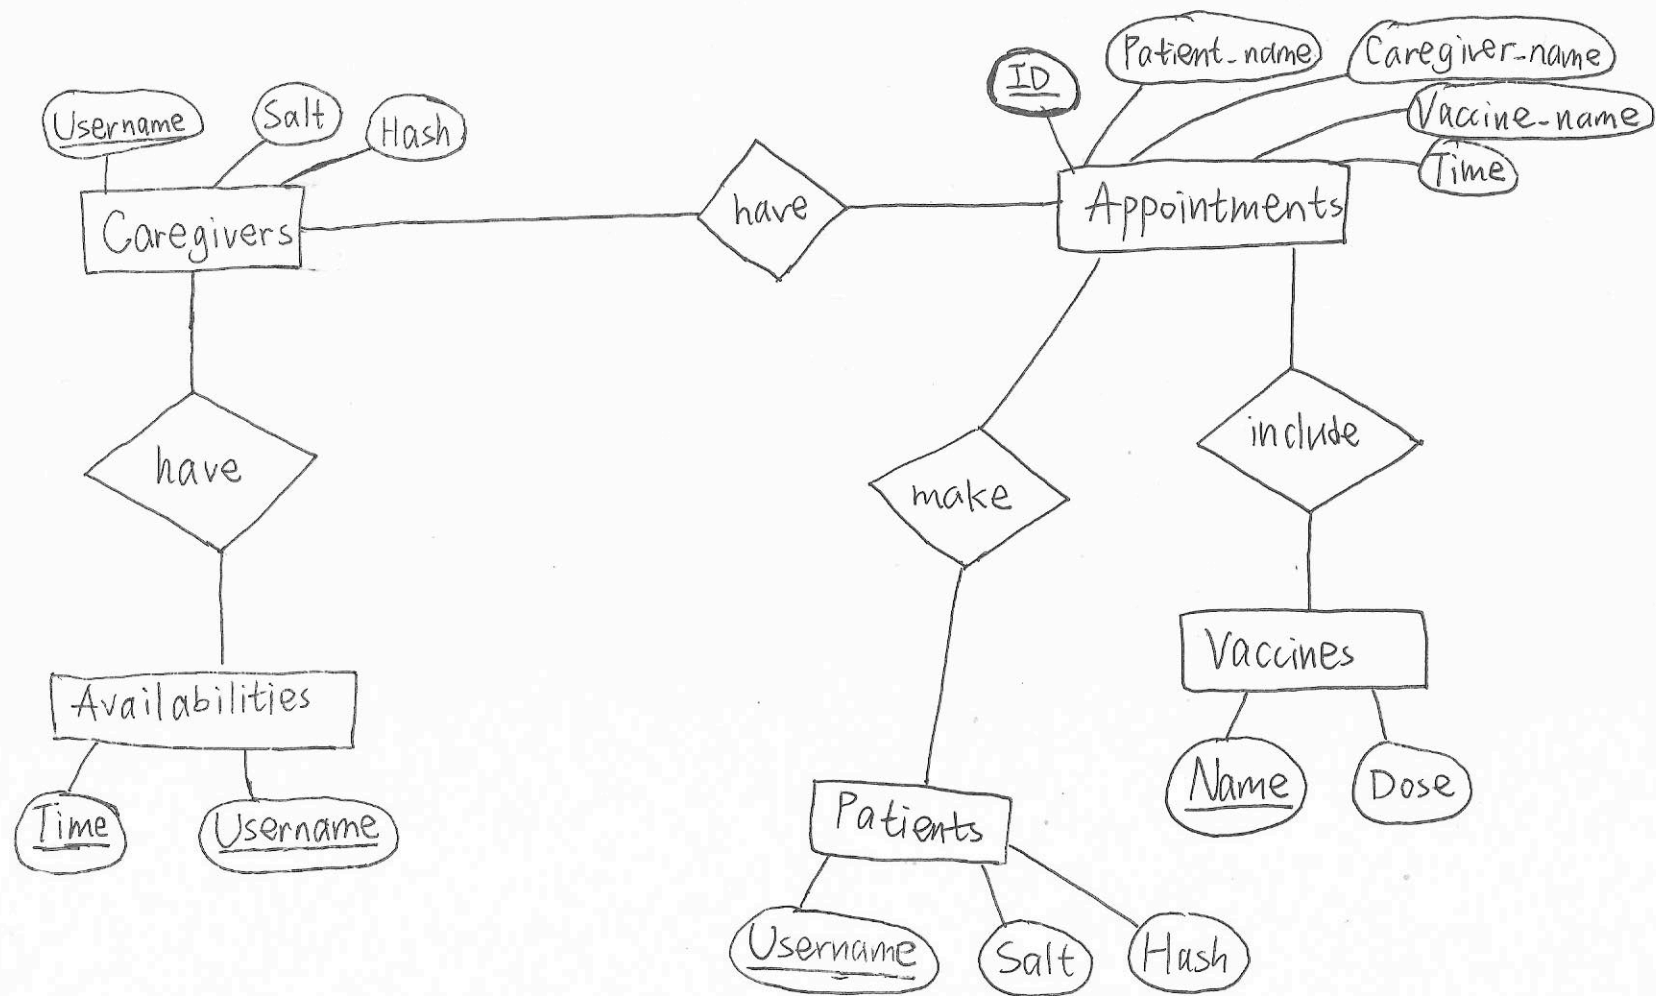 Patient_name
Caregiver_name
ID
Vaccine_name
Username
Salt
Hash
Time
Caregivers
have
Appointments
have
make
include
Availabilities
Vaccines
Time
Username
Name
Dose
Patients
Username
Salt
Hash